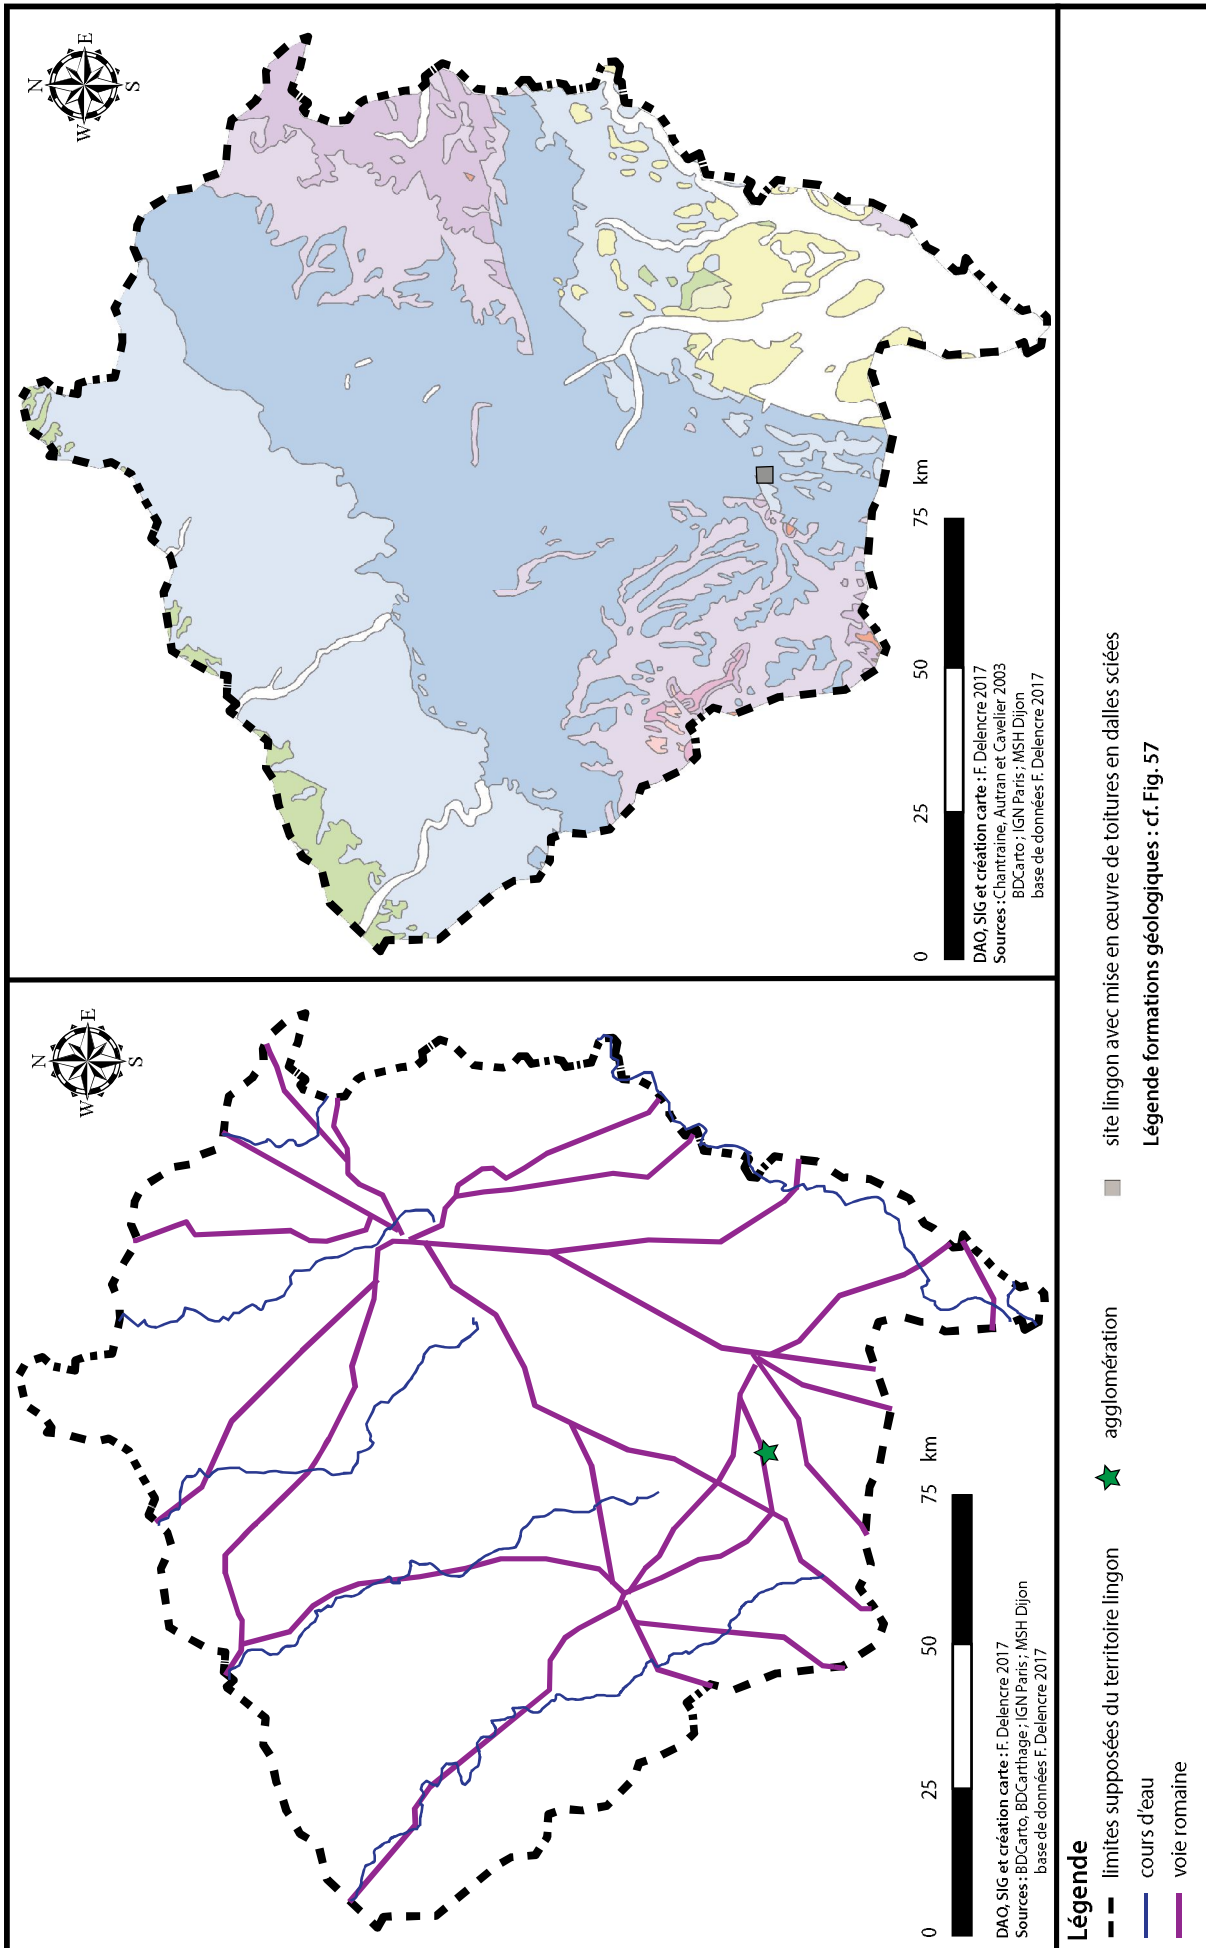 N
E
S
W
0
25
50
75
km
DAO, SIG et création carte : F. Delencre 2017
Sources : BDCarto, BDCarthage ; IGN Paris ; MSH Dijon
base de données F. Delencre 2017
N
E
S
W
0
25
50
75
km
DAO, SIG et création carte : F. Delencre 2017
Sources : Chantraine, Autran et Cavelier 2003
BDCarto ; IGN Paris ; MSH Dijon
base de données F. Delencre 2017
Légende
limites supposées du territoire lingon
cours d'eau
voie romaine
agglomération
site lingon avec mise en œuvre de toitures en dalles sciées
Légende formations géologiques : cf. Fig. 57